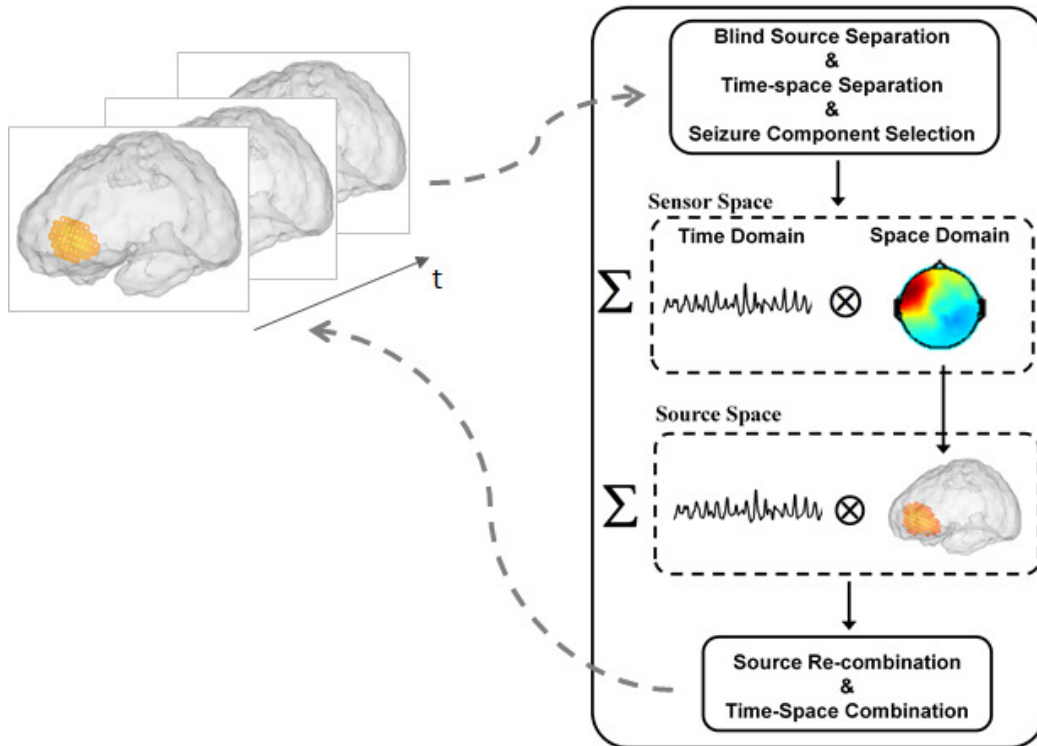 t
Blind Source Separation
&
Time-space Separation
&
Seizure Component Selection
Sensor Space
Time Domain Space Domain
Σ
⊗
Source Space
Σ
⊗
Source Re-combination
&
Time-Space Combination